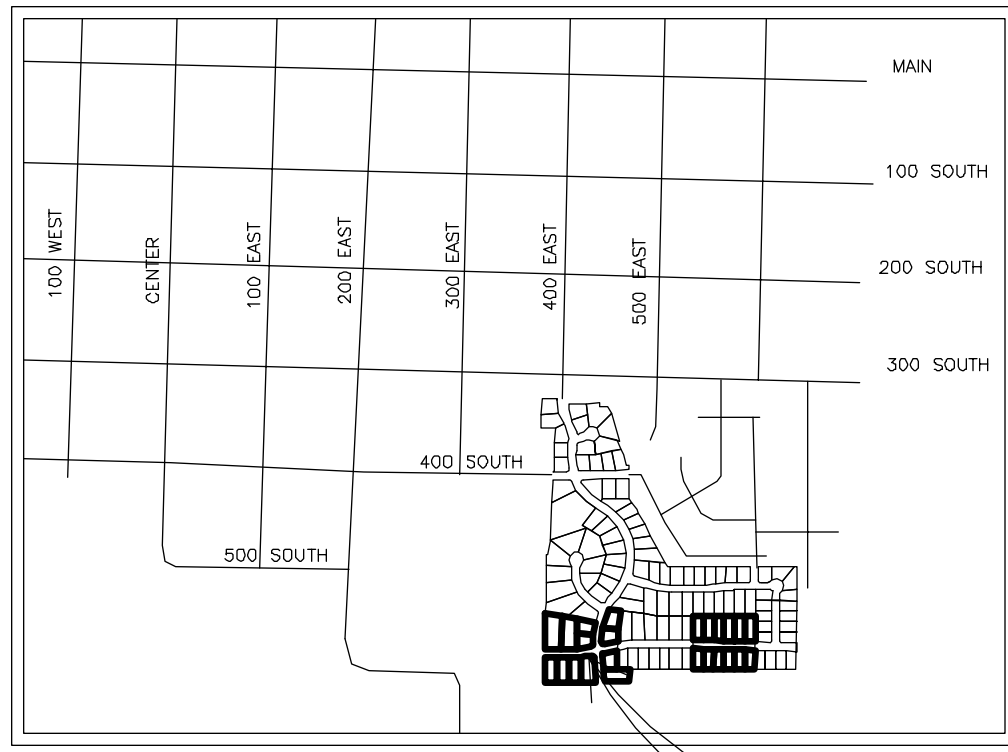 MAIN
100 SOUTH
100 WEST
CENTER
100 EAST
200 EAST
300 EAST
400 EAST
500 EAST
200 SOUTH
300 SOUTH
400 SOUTH
500 SOUTH